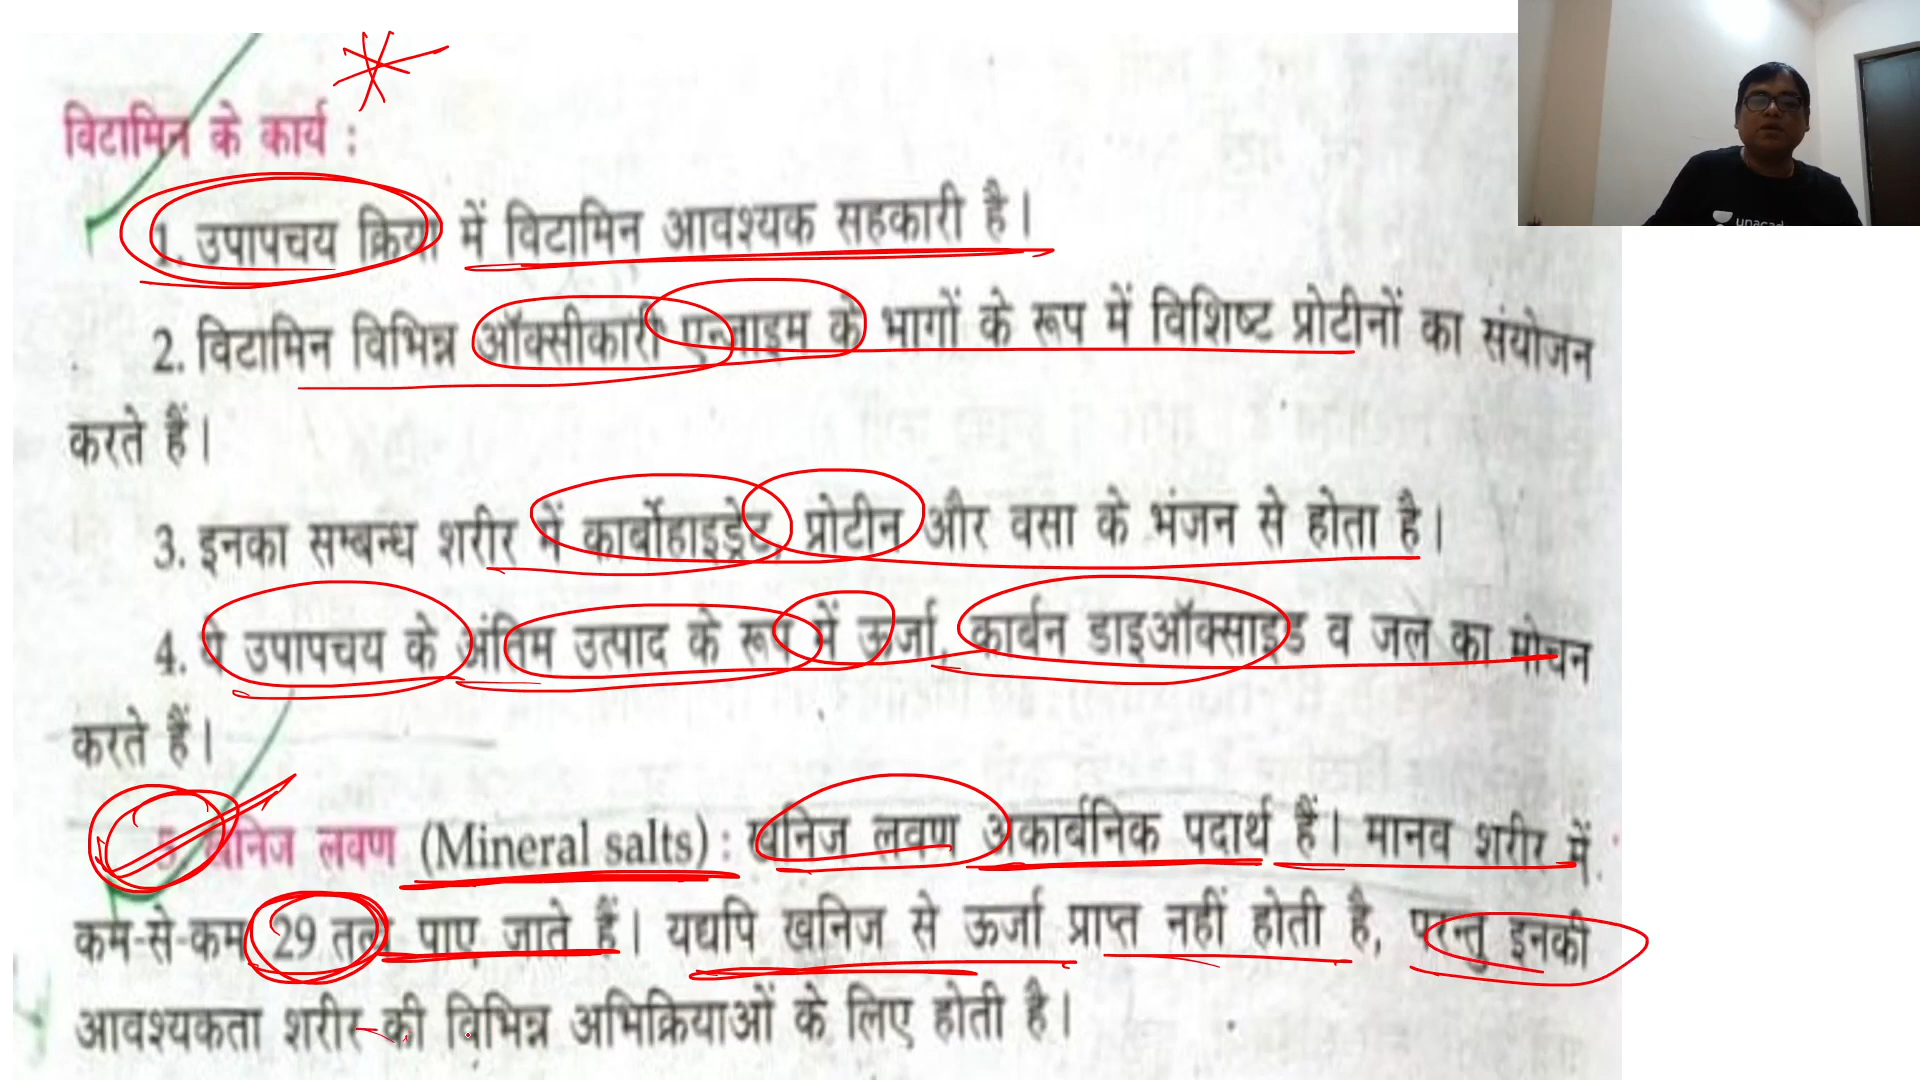 विटामिन के कार्य :
1. उपापचय क्रिया में विटामिन आवश्यक सहकारी है।
2. विटामिन विभिन्न ऑक्सीकारी एन्जाइम के भागों के रूप में विशिष्ट प्रोटीनों का संयोजन
करते हैं।
3. इनका सम्बन्ध शरीर में कार्बोहाइड्रेट, प्रोटीन और वसा के भंजन से होता है।
4. ये उपापचय के अंतिम उत्पाद के रूप में ऊर्जा, कार्बन डाइऑक्साइड व जल का मोचन
करते हैं।
5. खनिज लवण (Mineral salts) : खनिज लवण अकार्बनिक पदार्थ हैं। मानव शरीर में
कम-से-कम 29 तत्व पाए जाते हैं। यद्यपि खनिज से ऊर्जा प्राप्त नहीं होती है, परन्तु इनकी
आवश्यकता शरीर की विभिन्न अभिक्रियाओं के लिए होती है।